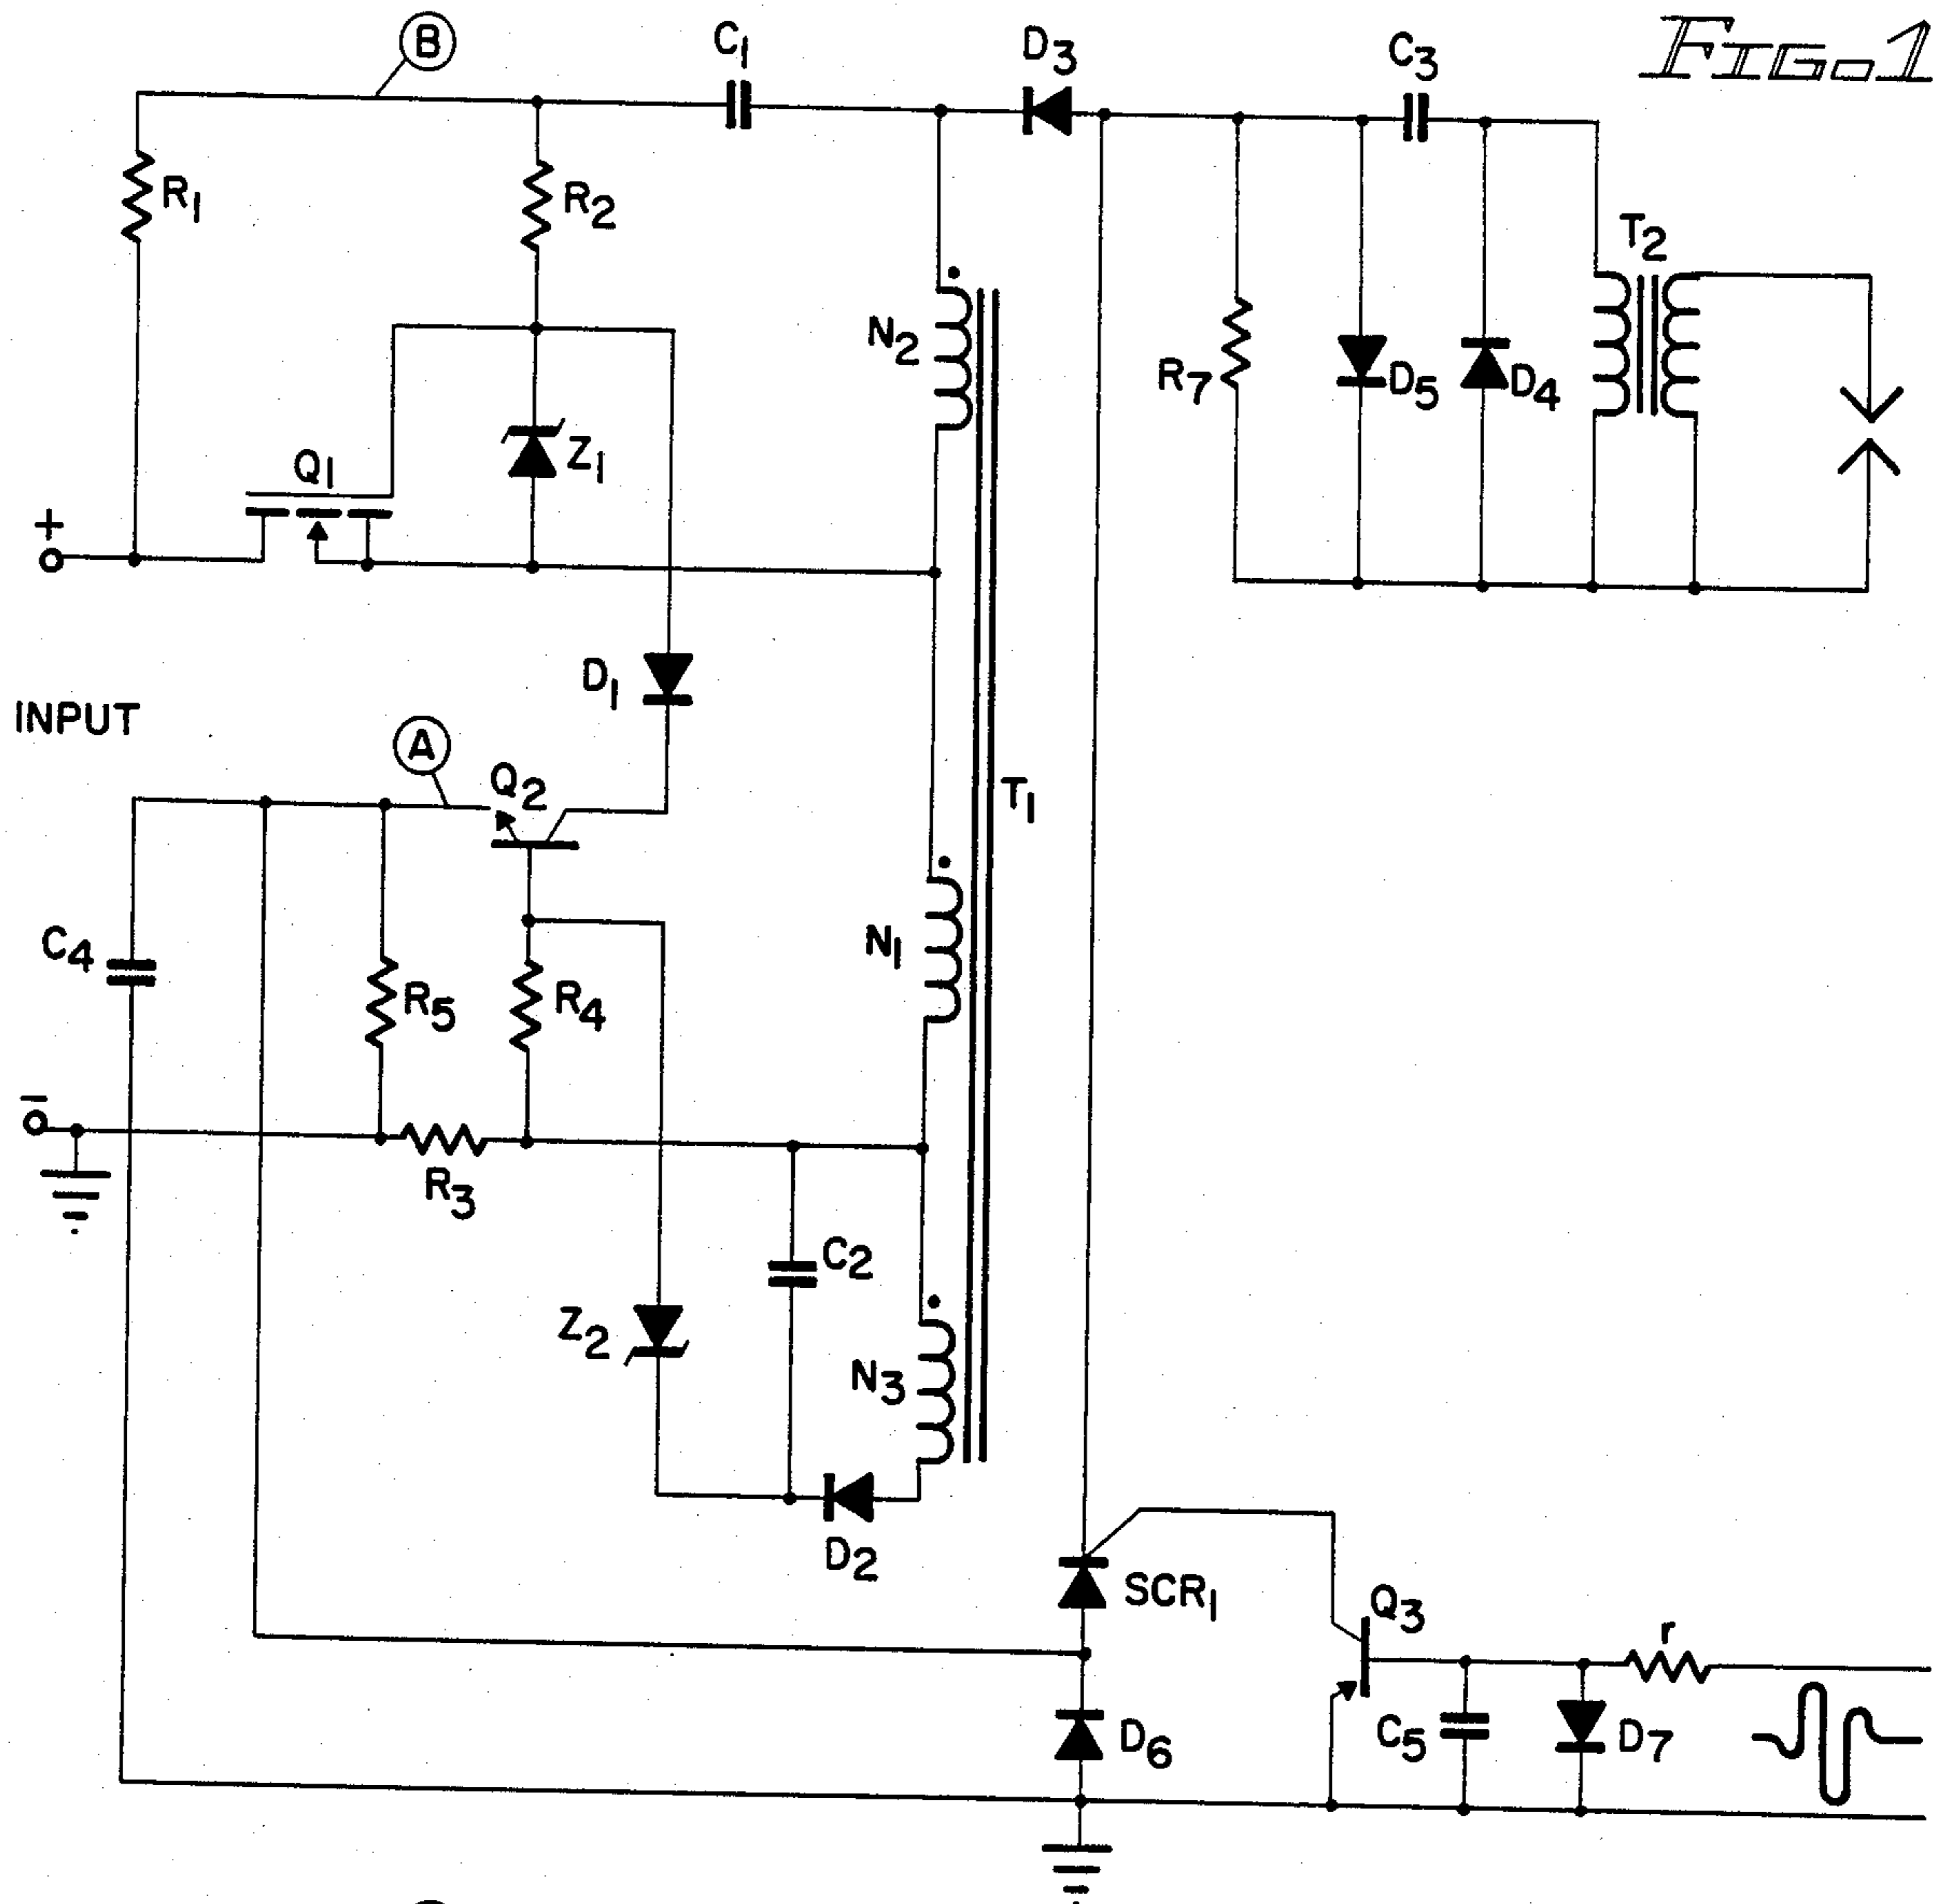 FIG. 1
B
C1
D3
C3
R1
R2
T2
N2
R7
D5
D4
Q1
Z1
+
D1
INPUT
A
Q2
T1
C4
N1
R5
R4
−
R3
C2
Z2
N3
D2
SCR1
Q3
r
D6
C5
D7